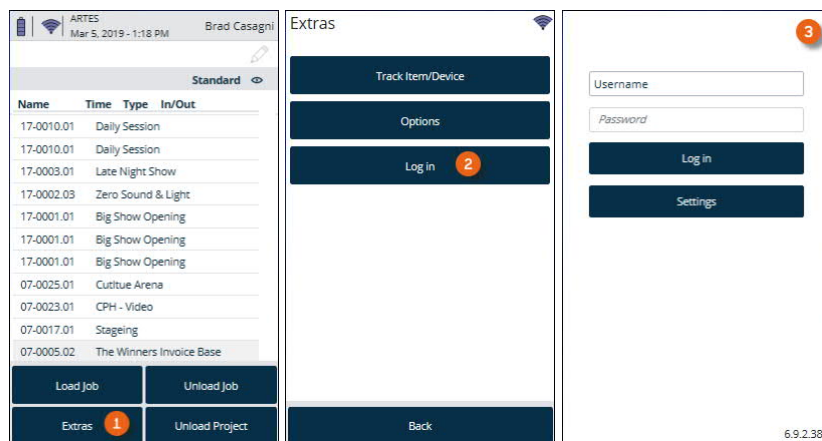 ARTES
Mar 5, 2019 - 1:18 PM Brad Casagni
Standard
Name Time Type In/Out
17-0010.01 Daily Session
17-0010.01 Daily Session
17-0003.01 Late Night Show
17-0002.03 Zero Sound & Light
17-0001.01 Big Show Opening
17-0001.01 Big Show Opening
17-0001.01 Big Show Opening
07-0025.01 Cutitue Arena
07-0023.01 CPH - Video
07-0017.01 Stageing
07-0005.02 The Winners Invoice Base
Load Job Unload Job
Extras 1 Unload Project
Extras
Track Item/Device
Options
Log in 2
Back
3
Username
Password
Log in
Settings
6.9.2.38